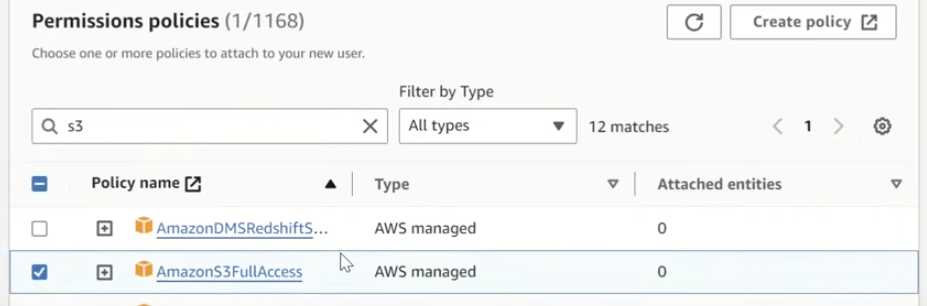 Permissions policies (1/1168)
Create policy
Choose one or more policies to attach to your new user.
Filter by Type
s3
All types
12 matches
1
Policy name
Type
Attached entities
AmazonDMSRedshiftS...
AWS managed
0
AmazonS3FullAccess
AWS managed
0